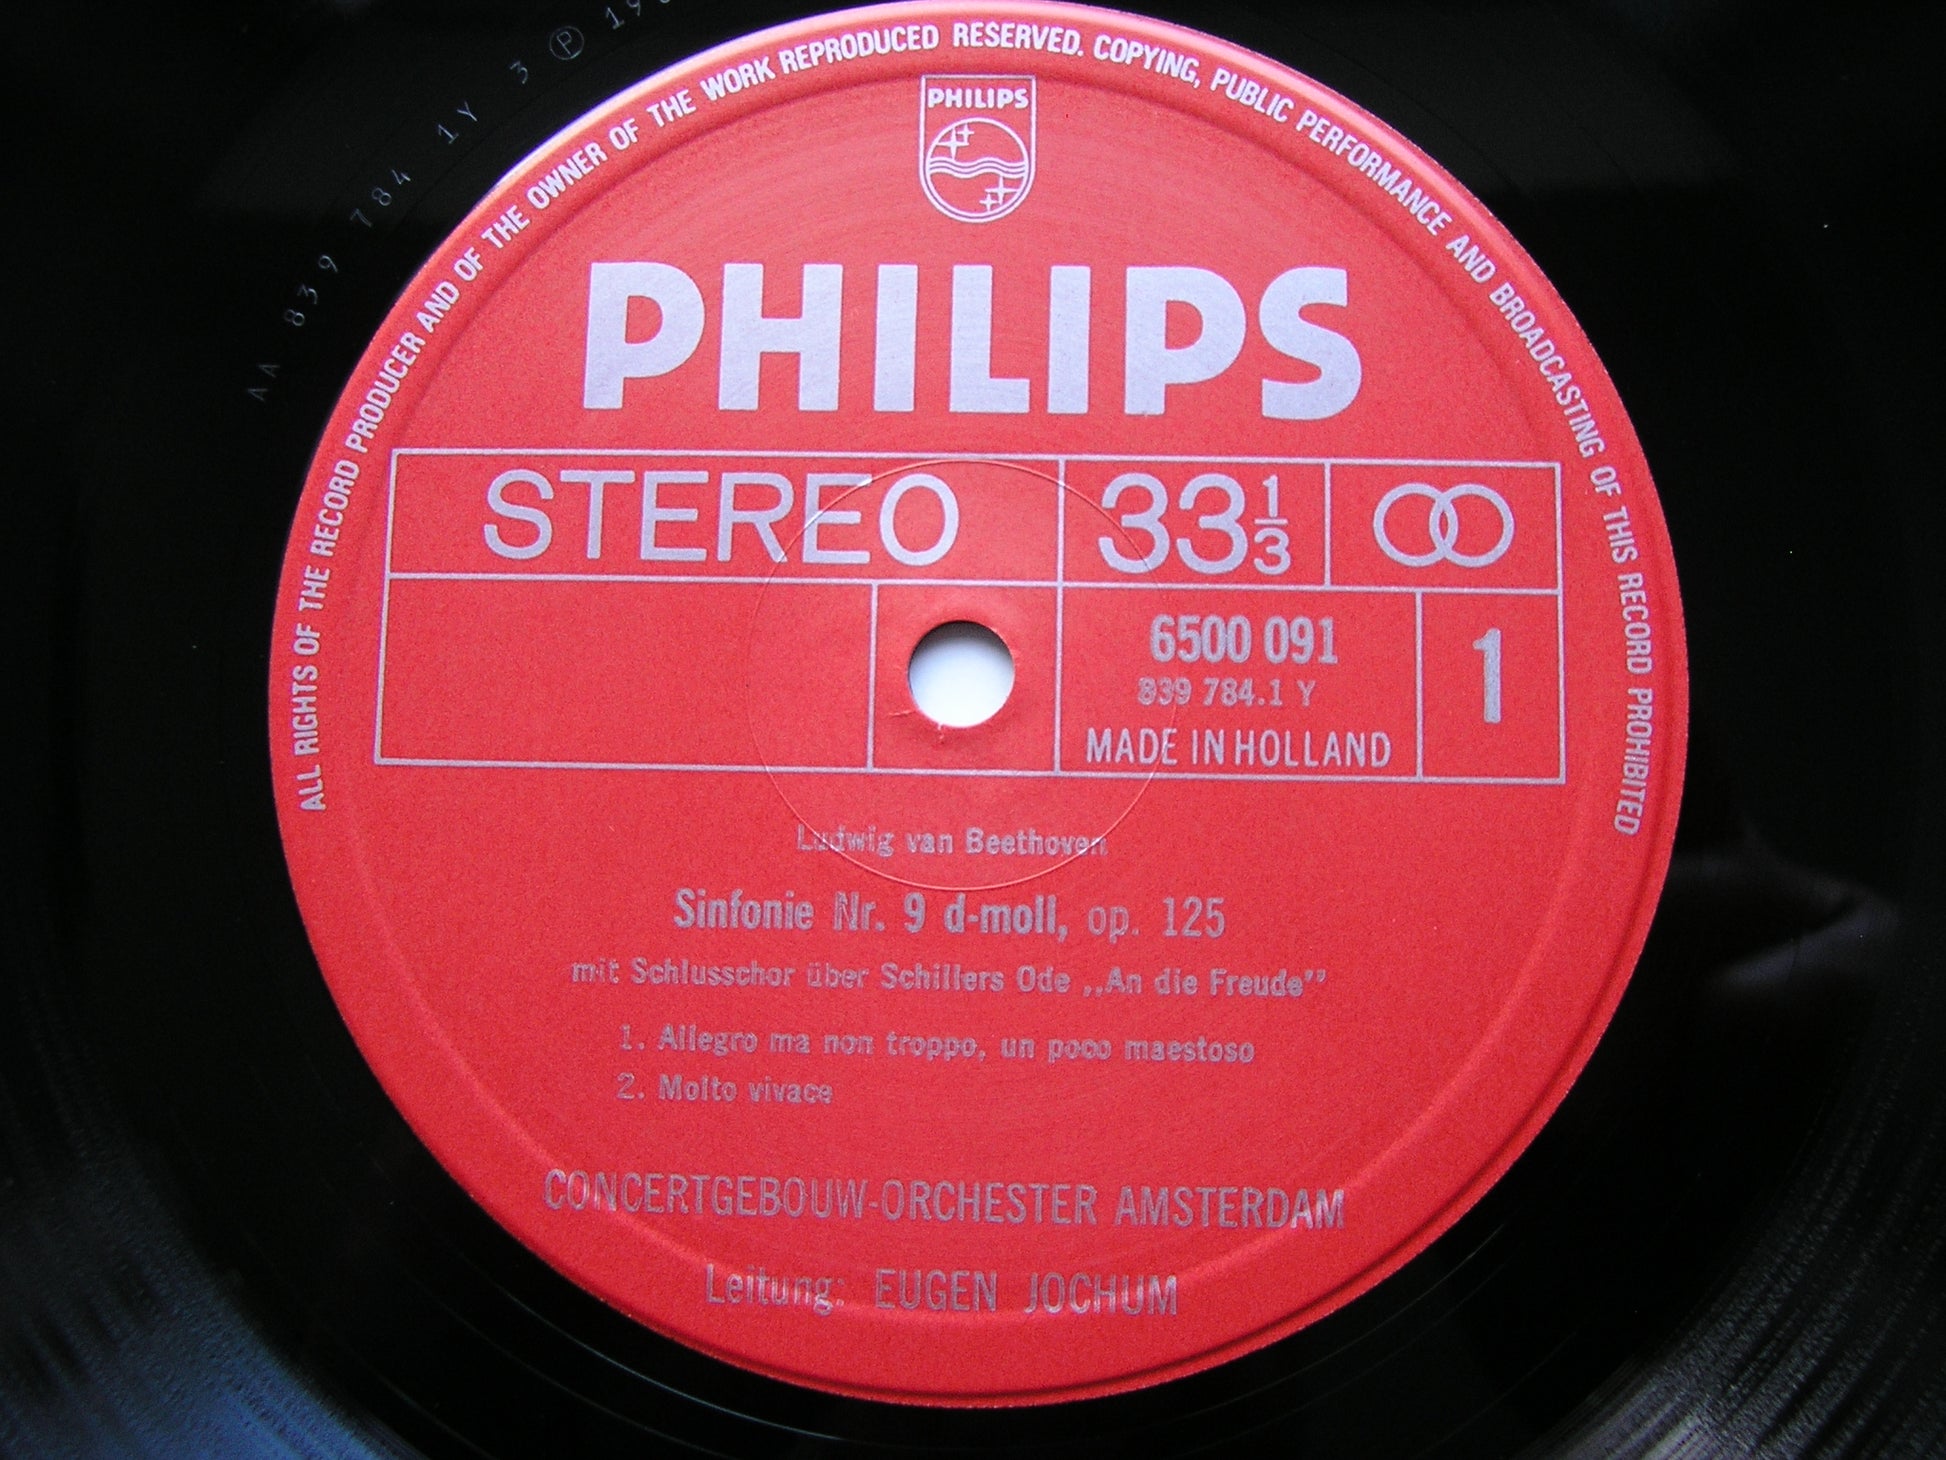 AA 839 784 1Y 3 Ⓟ 19
ALL RIGHTS OF THE RECORD PRODUCER AND OF THE OWNER OF THE WORK REPRODUCED RESERVED. COPYING, PUBLIC PERFORMANCE AND BROADCASTING OF THIS RECORD PROHIBITED
PHILIPS
PHILIPS
STEREO 33 1/3
6500 091 1
839 784.1 Y
MADE IN HOLLAND
Ludwig van Beethoven
Sinfonie Nr. 9 d-moll, op. 125
mit Schlusschor über Schillers Ode „An die Freude”
1. Allegro ma non troppo, un poco maestoso
2. Molto vivace
CONCERTGEBOUW-ORCHESTER AMSTERDAM
Leitung: EUGEN JOCHUM